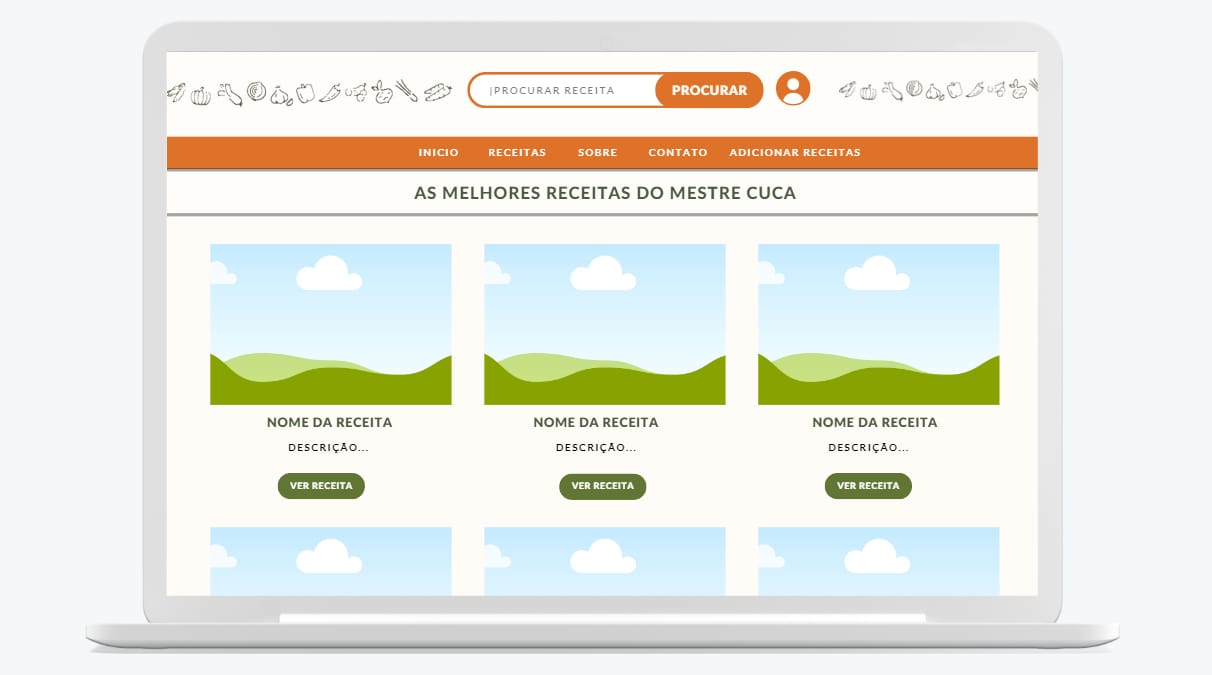 |PROCURAR RECEITA
PROCURAR
INICIO RECEITAS SOBRE CONTATO ADICIONAR RECEITAS
AS MELHORES RECEITAS DO MESTRE CUCA
NOME DA RECEITA NOME DA RECEITA NOME DA RECEITA
DESCRIÇÃO... DESCRIÇÃO... DESCRIÇÃO...
VER RECEITA VER RECEITA VER RECEITA